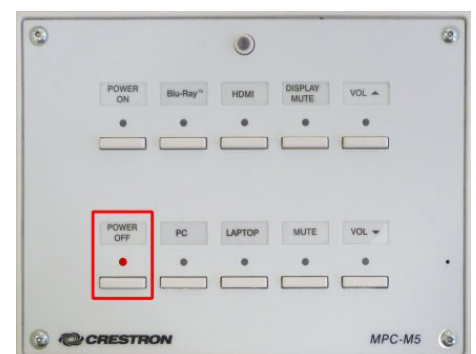 POWER
ON
Blu-Ray™
HDMI
DISPLAY
MUTE
VOL
POWER
OFF
PC
LAPTOP
MUTE
VOL
CRESTRON
MPC-M5